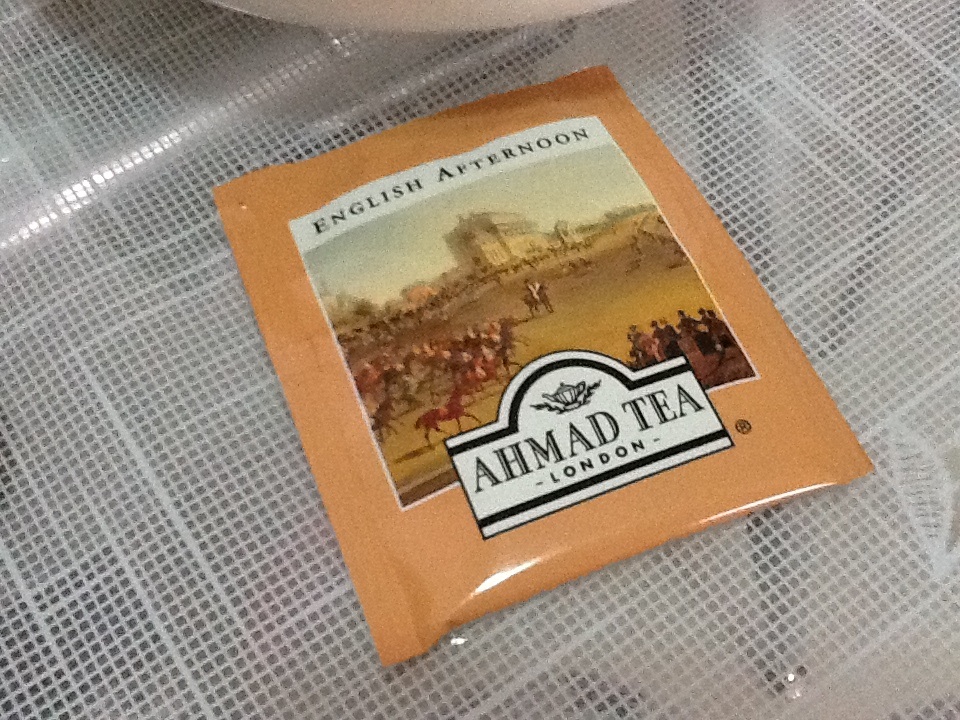 ENGLISH AFTERNOON
AHMAD TEA
-LONDON-
®